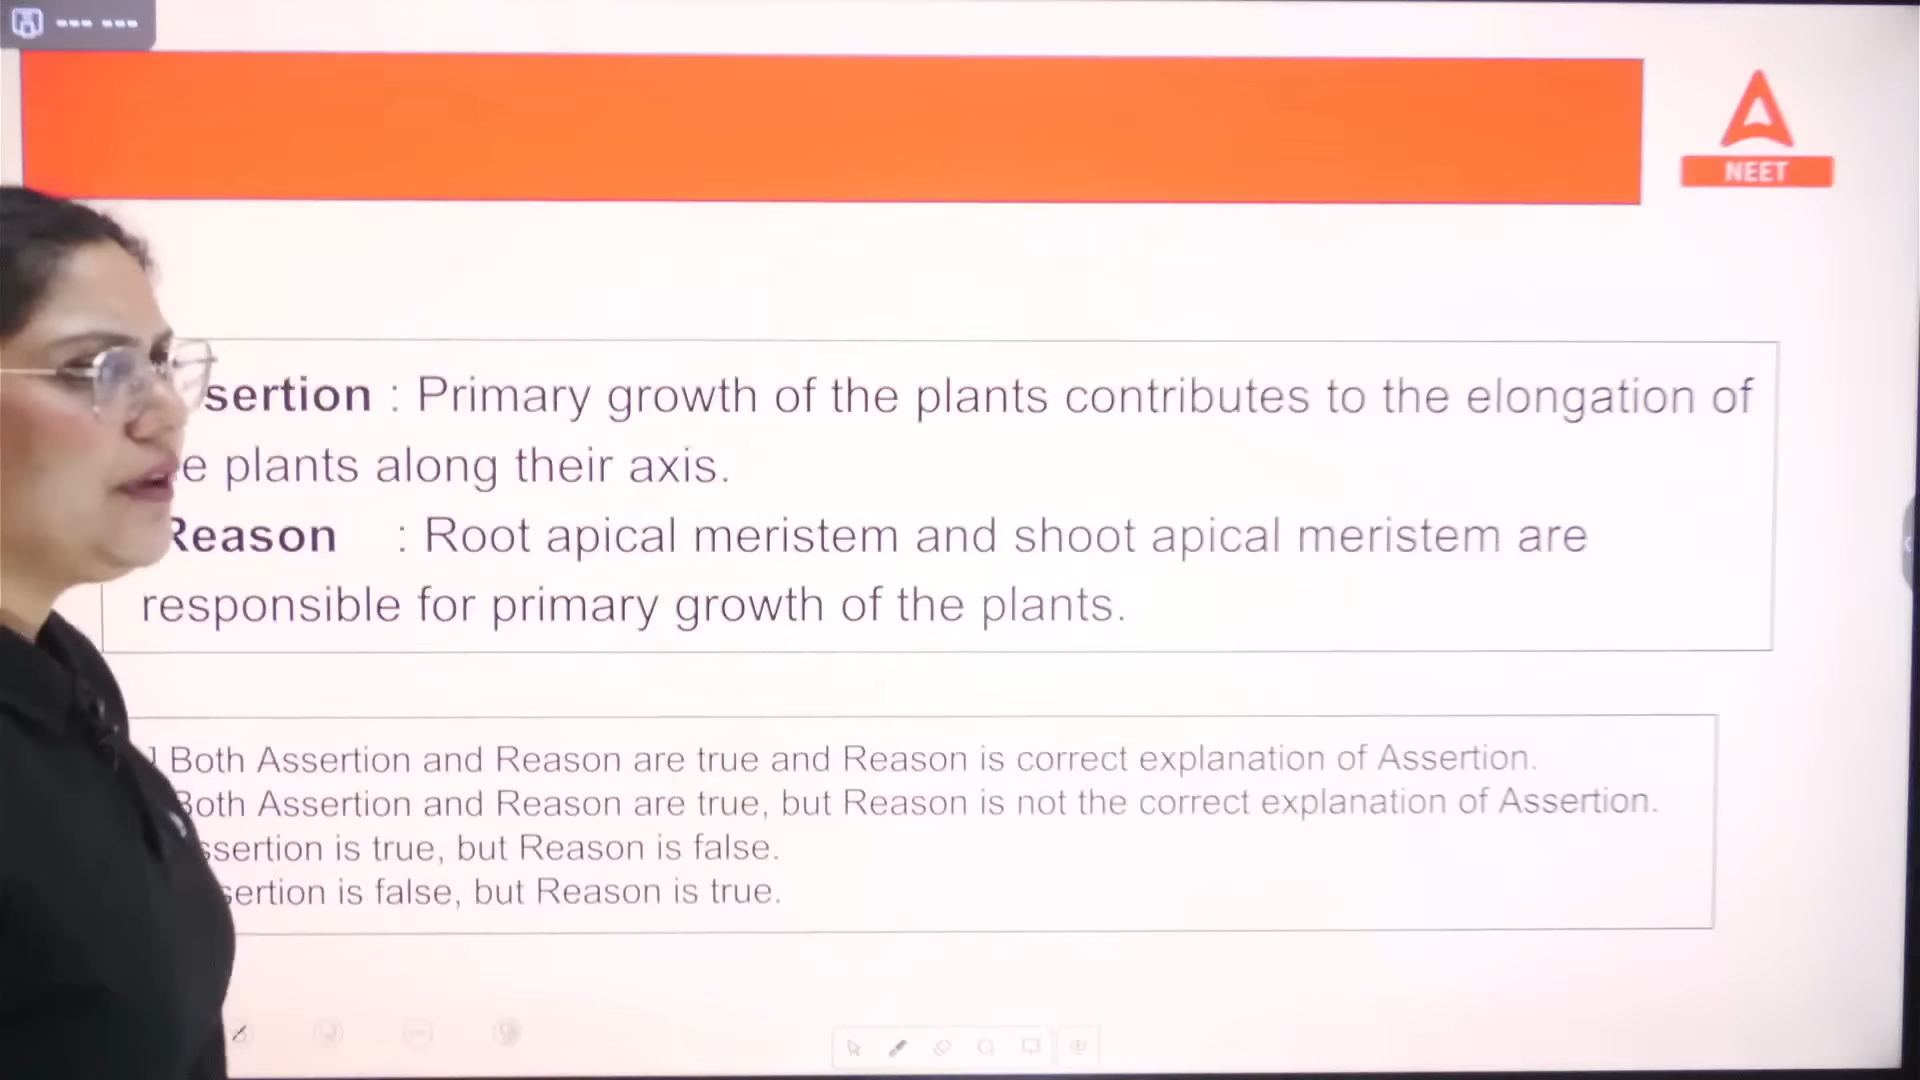 NEET
sertion : Primary growth of the plants contributes to the elongation of
e plants along their axis.
Reason : Root apical meristem and shoot apical meristem are
responsible for primary growth of the plants.
Both Assertion and Reason are true and Reason is correct explanation of Assertion.
Both Assertion and Reason are true, but Reason is not the correct explanation of Assertion.
ssertion is true, but Reason is false.
sertion is false, but Reason is true.